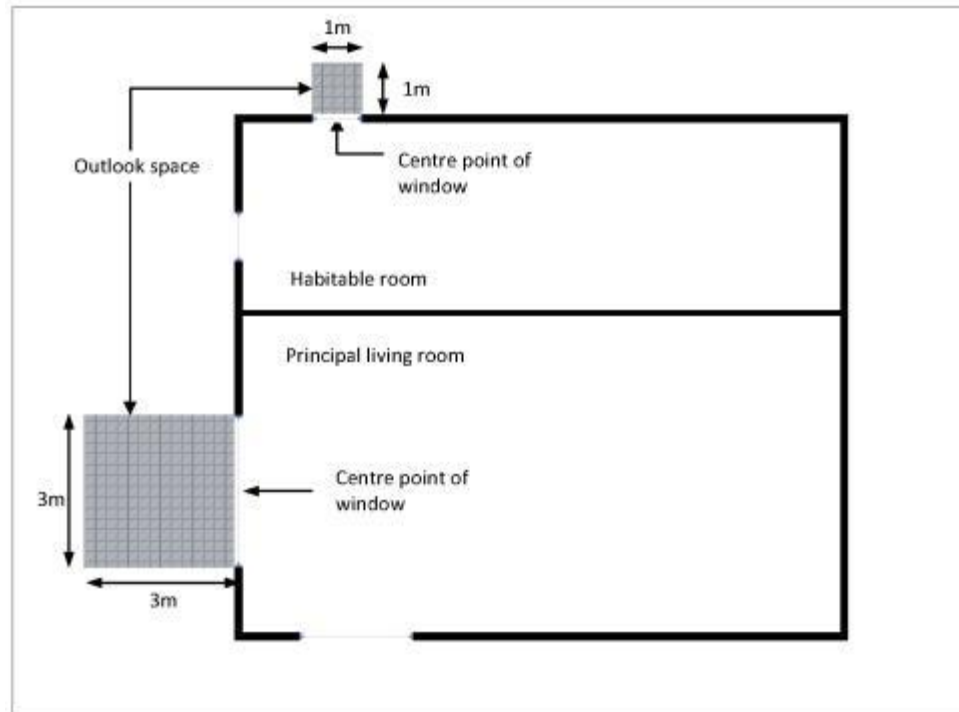 1m
1m
Outlook space
Centre point of
window
Habitable room
Principal living room
Centre point of
window
3m
3m